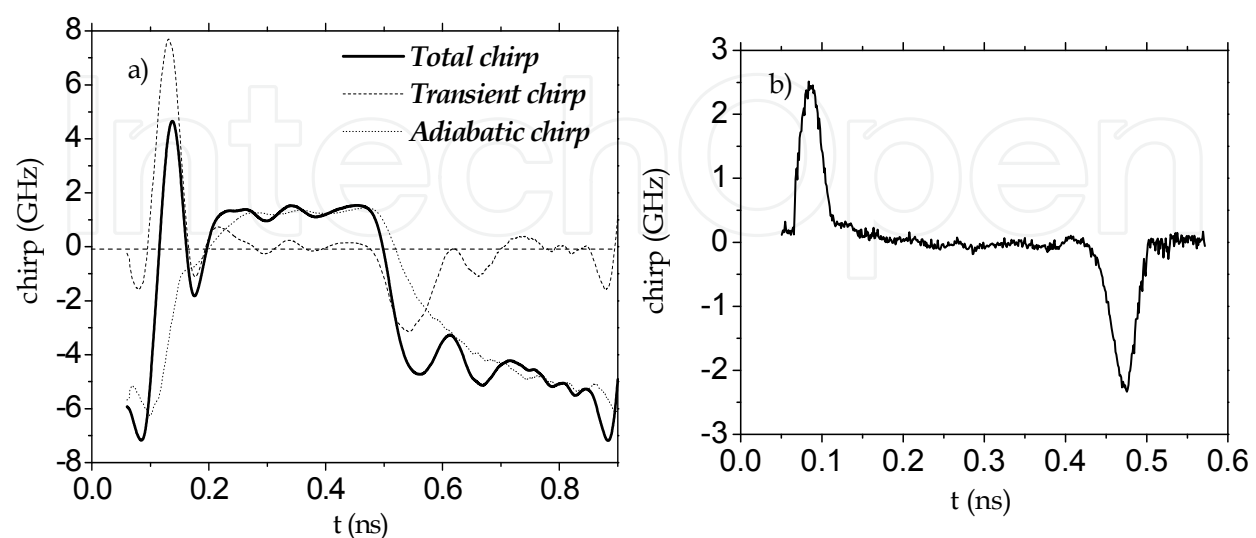 a)
Total chirp
Transient chirp
Adiabatic chirp
chirp (GHz)
8
6
4
2
0
-2
-4
-6
-8
0.0 0.2 0.4 0.6 0.8
t (ns)
b)
chirp (GHz)
3
2
1
0
-1
-2
-3
0.0 0.1 0.2 0.3 0.4 0.5 0.6
t (ns)
IntechOpen